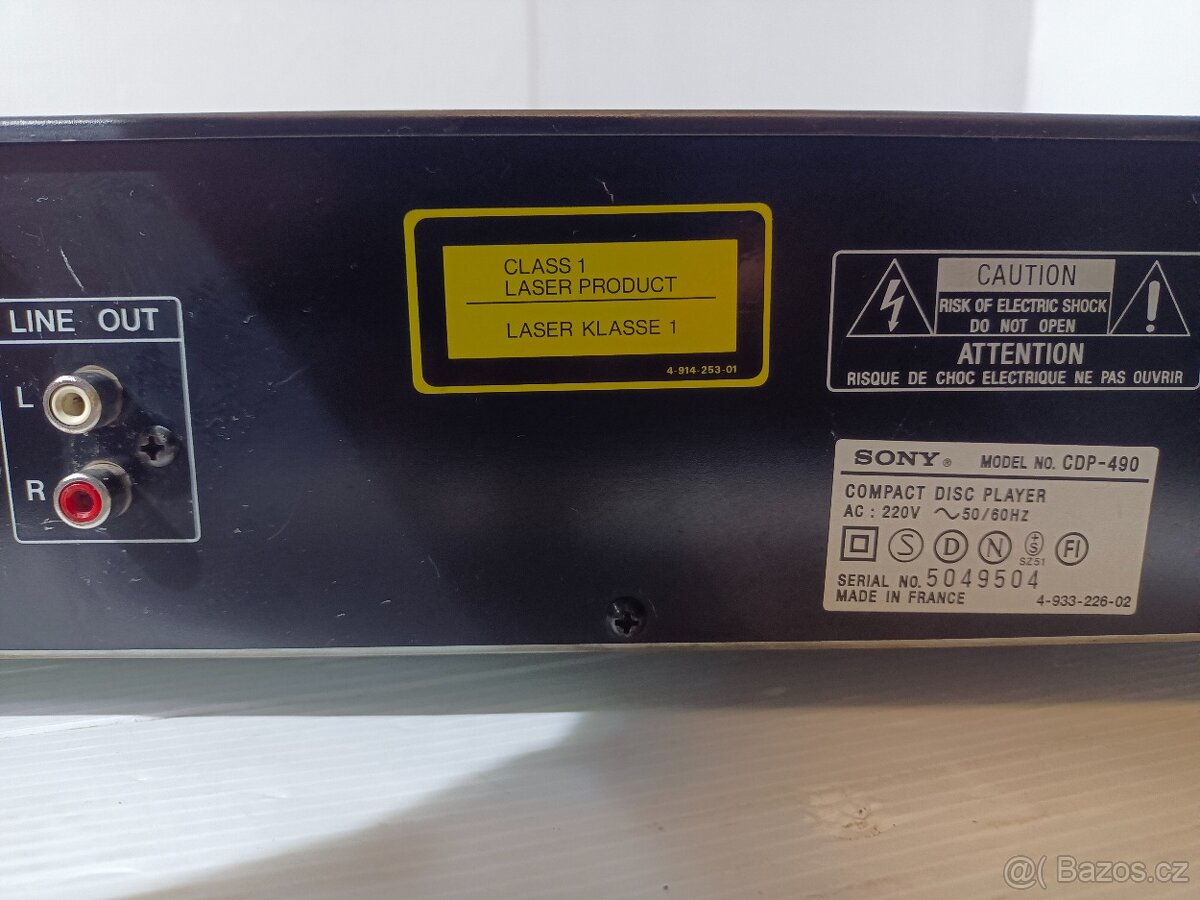 LINE OUT
L
R
CLASS 1
LASER PRODUCT
LASER KLASSE 1
4-914-253-01
CAUTION
RISK OF ELECTRIC SHOCK
DO NOT OPEN
ATTENTION
RISQUE DE CHOC ELECTRIQUE NE PAS OUVRIR
SONY® MODEL NO. CDP-490
COMPACT DISC PLAYER
AC : 220V ~50/60HZ
S D N +S FI
SZ51
SERIAL NO. 5049504
MADE IN FRANCE 4-933-226-02
@( Bazos.cz